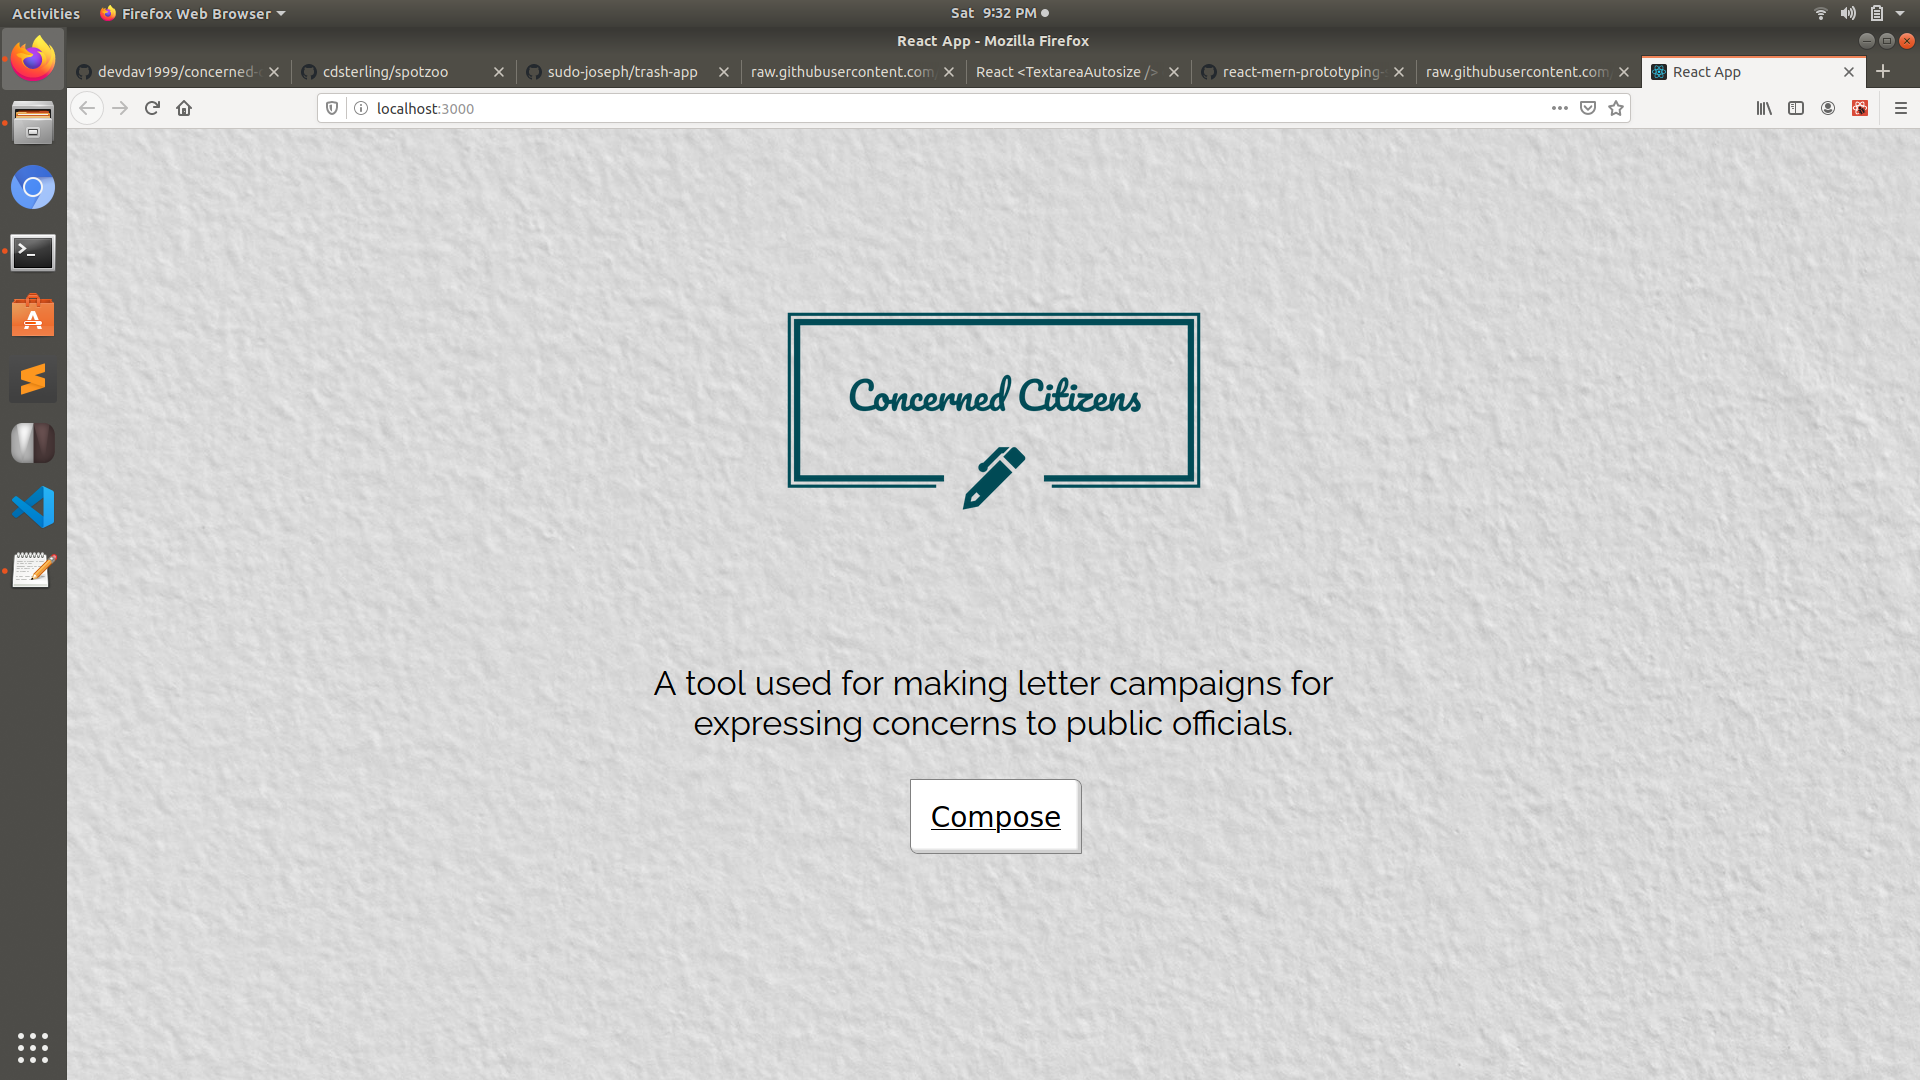 Activities
Firefox Web Browser
Sat 9:32 PM
React App - Mozilla Firefox
devdav1999/concerned-
cdsterling/spotzoo
sudo-joseph/trash-app
raw.githubusercontent.com
React <TextareaAutosize />
react-mern-prototyping
raw.githubusercontent.com
React App
localhost:3000
Concerned Citizens
A tool used for making letter campaigns for
expressing concerns to public officials.
Compose